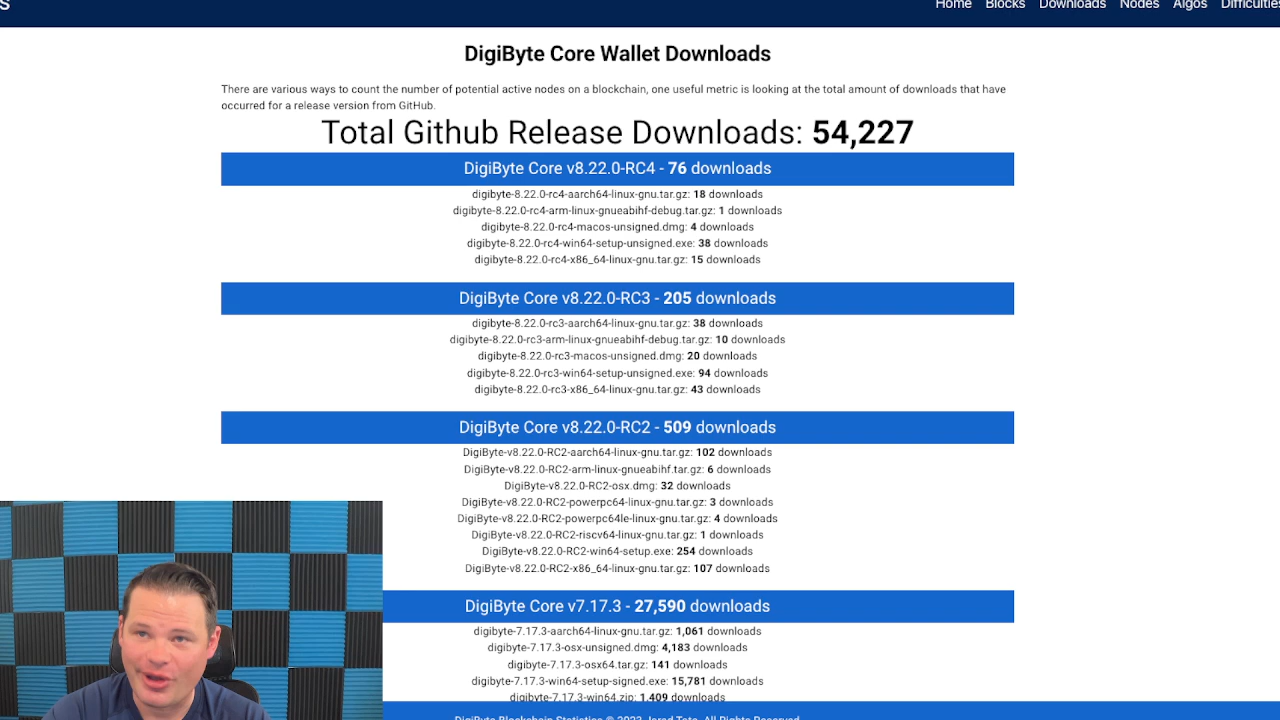 S
Home Blocks Downloads Nodes Algos Difficulties
DigiByte Core Wallet Downloads
There are various ways to count the number of potential active nodes on a blockchain, one useful metric is looking at the total amount of downloads that have
occurred for a release version from GitHub.
Total Github Release Downloads: 54,227
DigiByte Core v8.22.0-RC4 - 76 downloads
digibyte-8.22.0-rc4-aarch64-linux-gnu.tar.gz: 18 downloads
digibyte-8.22.0-rc4-arm-linux-gnueabihf-debug.tar.gz: 1 downloads
digibyte-8.22.0-rc4-macos-unsigned.dmg: 4 downloads
digibyte-8.22.0-rc4-win64-setup-unsigned.exe: 38 downloads
digibyte-8.22.0-rc4-x86_64-linux-gnu.tar.gz: 15 downloads
DigiByte Core v8.22.0-RC3 - 205 downloads
digibyte-8.22.0-rc3-aarch64-linux-gnu.tar.gz: 38 downloads
digibyte-8.22.0-rc3-arm-linux-gnueabihf-debug.tar.gz: 10 downloads
digibyte-8.22.0-rc3-macos-unsigned.dmg: 20 downloads
digibyte-8.22.0-rc3-win64-setup-unsigned.exe: 94 downloads
digibyte-8.22.0-rc3-x86_64-linux-gnu.tar.gz: 43 downloads
DigiByte Core v8.22.0-RC2 - 509 downloads
DigiByte-v8.22.0-RC2-aarch64-linux-gnu.tar.gz: 102 downloads
DigiByte-v8.22.0-RC2-arm-linux-gnueabihf.tar.gz: 6 downloads
DigiByte-v8.22.0-RC2-osx.dmg: 32 downloads
DigiByte-v8.22.0-RC2-powerpc64-linux-gnu.tar.gz: 3 downloads
DigiByte-v8.22.0-RC2-powerpc64le-linux-gnu.tar.gz: 4 downloads
DigiByte-v8.22.0-RC2-riscv64-linux-gnu.tar.gz: 1 downloads
DigiByte-v8.22.0-RC2-win64-setup.exe: 254 downloads
DigiByte-v8.22.0-RC2-x86_64-linux-gnu.tar.gz: 107 downloads
DigiByte Core v7.17.3 - 27,590 downloads
digibyte-7.17.3-aarch64-linux-gnu.tar.gz: 1,061 downloads
digibyte-7.17.3-osx-unsigned.dmg: 4,183 downloads
digibyte-7.17.3-osx64.tar.gz: 141 downloads
digibyte-7.17.3-win64-setup-signed.exe: 15,781 downloads
digibyte-7.17.3-win64.zip: 1,409 downloads
DigiByte Blockchain Statistics © 2023 Jared Tate. All Rights Reserved